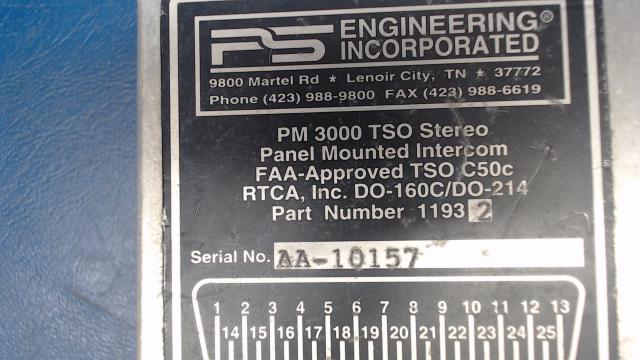 PS ENGINEERING®
INCORPORATED
9800 Martel Rd * Lenoir City, TN * 37772
Phone (423) 988-9800 FAX (423) 988-6619
PM 3000 TSO Stereo
Panel Mounted Intercom
FAA-Approved TSO C50c
RTCA, Inc. DO-160C/DO-214
Part Number 1193 2
Serial No. AA-10157
1 2 3 4 5 6 7 8 9 10 11 12 13
14 15 16 17 18 19 20 21 22 23 24 25